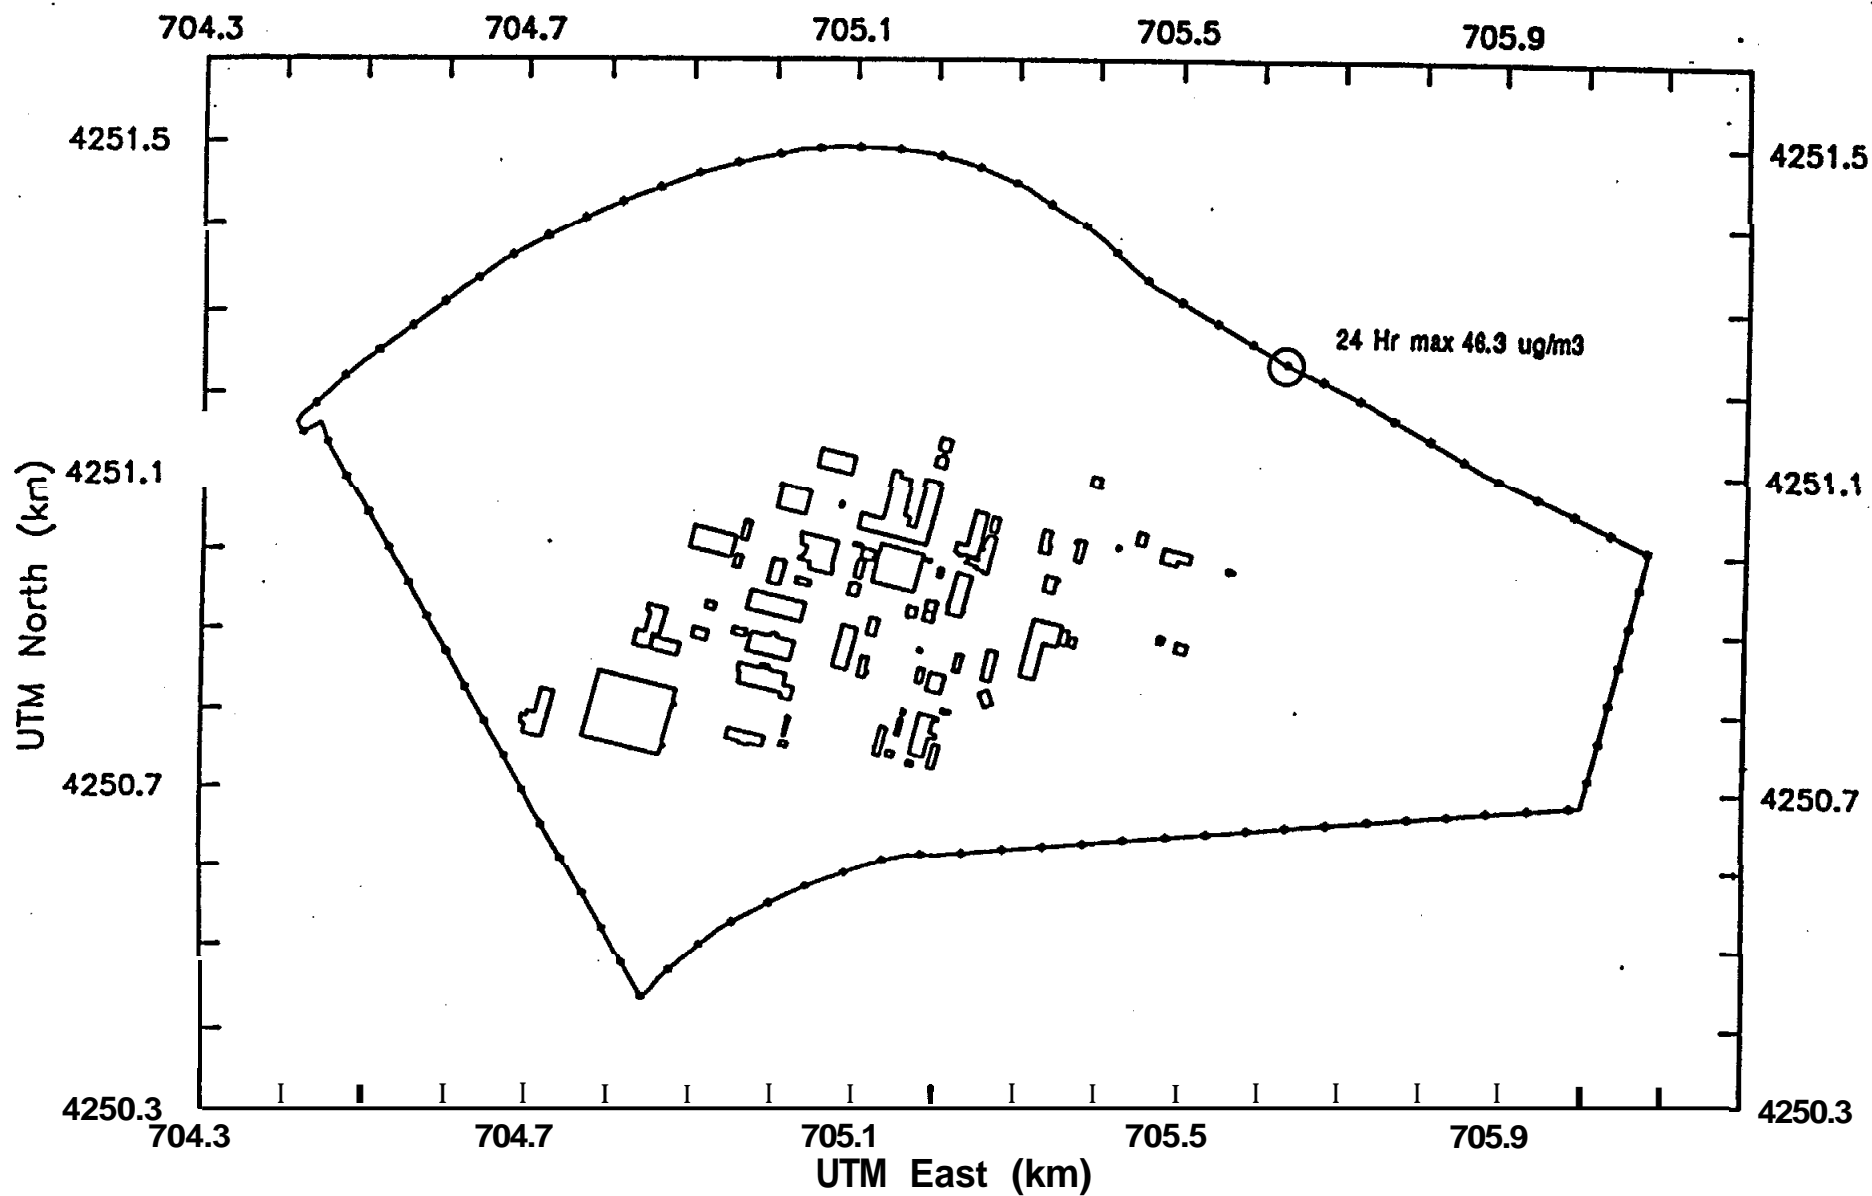 704.3 704.7 705.1 705.5 705.9
4251.5 4251.5
24 Hr max 46.3 ug/m3
4251.1 4251.1
UTM North (km)
4250.7 4250.7
4250.3 4250.3
704.3 704.7 705.1 705.5 705.9
UTM East (km)